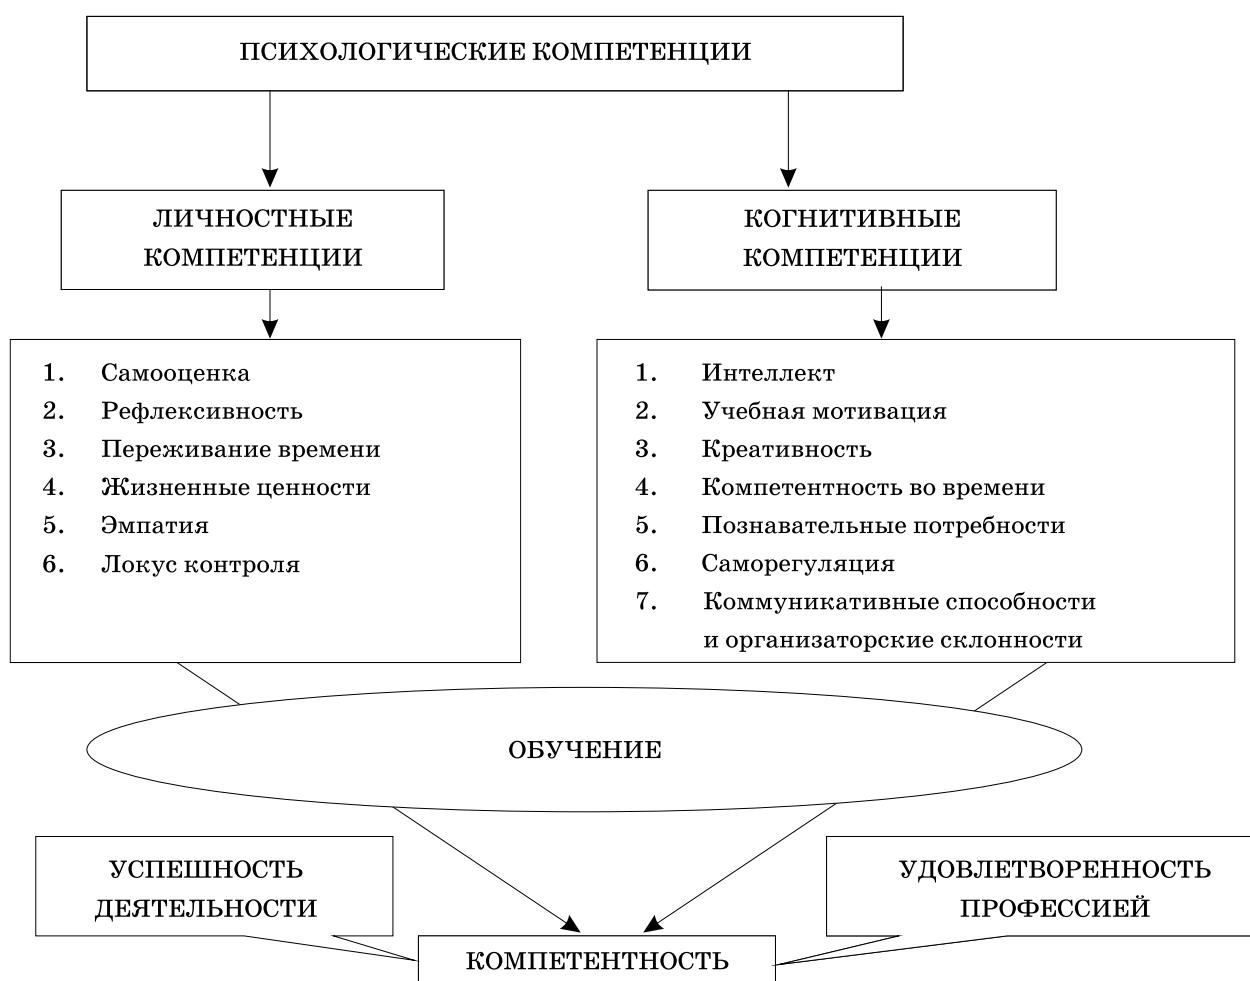 ПСИХОЛОГИЧЕСКИЕ КОМПЕТЕНЦИИ
ЛИЧНОСТНЫЕ
КОМПЕТЕНЦИИ
КОГНИТИВНЫЕ
КОМПЕТЕНЦИИ
1. Самооценка
2. Рефлексивность
3. Переживание времени
4. Жизненные ценности
5. Эмпатия
6. Локус контроля
1. Интеллект
2. Учебная мотивация
3. Креативность
4. Компетентность во времени
5. Познавательные потребности
6. Саморегуляция
7. Коммуникативные способности
и организаторские склонности
ОБУЧЕНИЕ
УСПЕШНОСТЬ
ДЕЯТЕЛЬНОСТИ
УДОВЛЕТВОРЕННОСТЬ
ПРОФЕССИЕЙ
КОМПЕТЕНТНОСТЬ